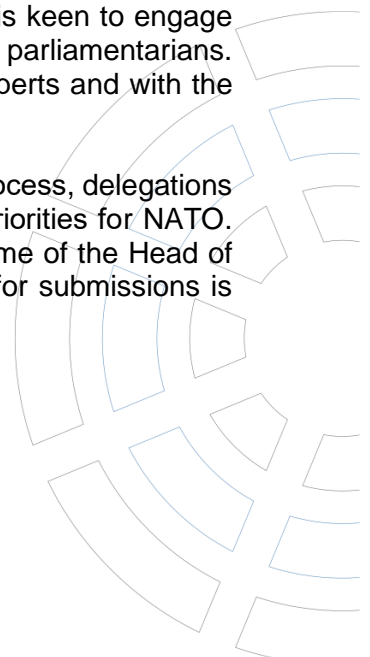 is keen to engage
parliamentarians.
perts and with the
ocess, delegations
riorities for NATO.
me of the Head of
for submissions is